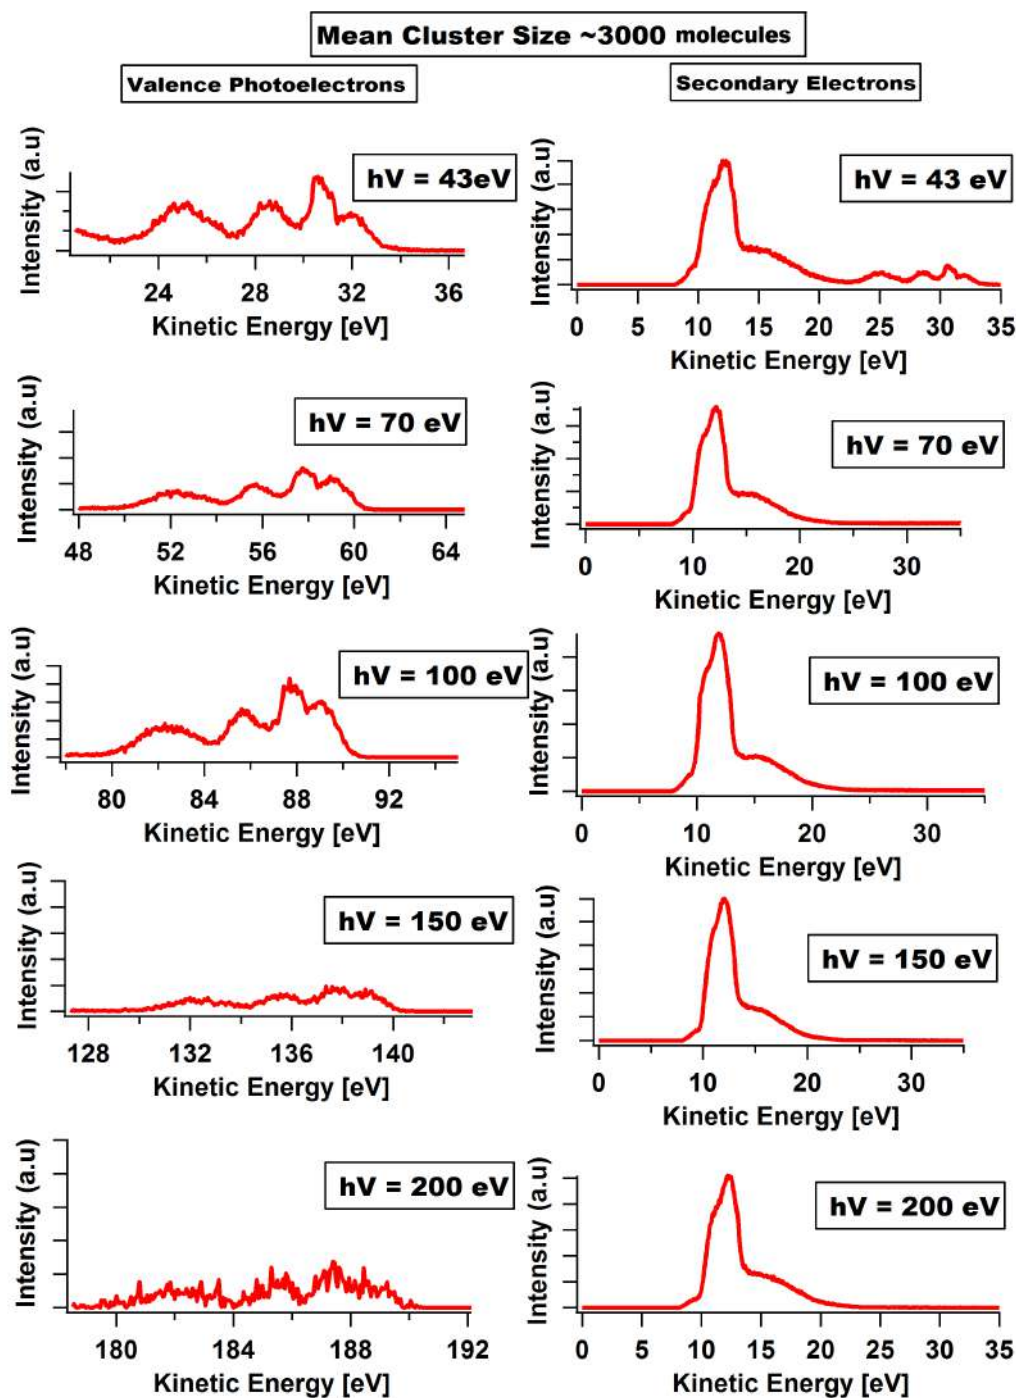 Mean Cluster Size ~3000 molecules
Valence Photoelectrons
Secondary Electrons
Intensity (a.u)
hV = 43eV
24 28 32 36
Kinetic Energy [eV]
Intensity (a.u)
hV = 43 eV
0 5 10 15 20 25 30 35
Kinetic Energy [eV]
Intensity (a.u)
hV = 70 eV
48 52 56 60 64
Kinetic Energy [eV]
Intensity (a.u)
hV = 70 eV
0 10 20 30
Kinetic Energy [eV]
Intensity (a.u)
hV = 100 eV
80 84 88 92
Kinetic Energy [eV]
Intensity (a.u)
hV = 100 eV
0 10 20 30
Kinetic Energy [eV]
Intensity (a.u)
hV = 150 eV
128 132 136 140
Kinetic Energy [eV]
Intensity (a.u)
hV = 150 eV
0 10 20 30
Kinetic Energy [eV]
Intensity (a.u)
hV = 200 eV
180 184 188 192
Kinetic Energy [eV]
Intensity (a.u)
hV = 200 eV
0 5 10 15 20 25 30 35
Kinetic Energy [eV]